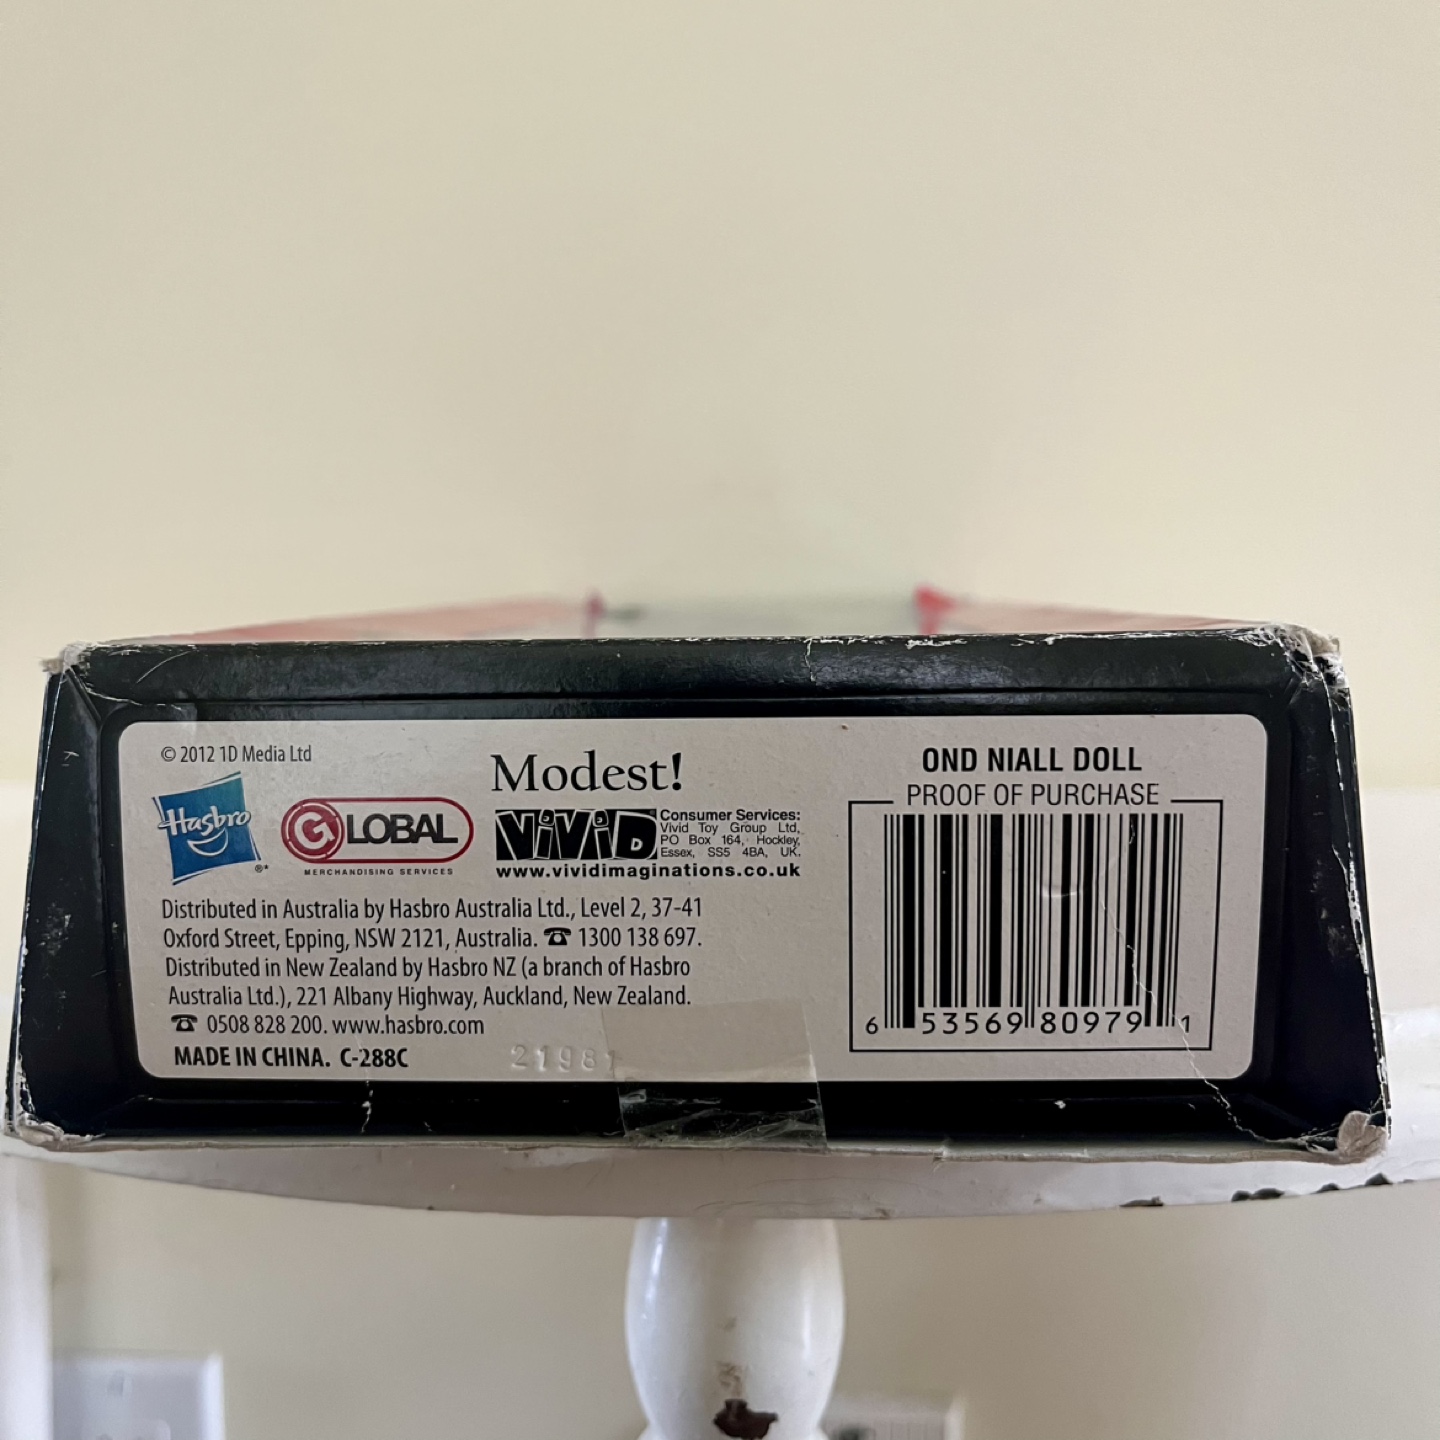 © 2012 1D Media Ltd
Hasbro
®*
GLOBAL
MERCHANDISING SERVICES
Modest!
ViViD
Consumer Services:
Vivid Toy Group Ltd,
PO Box 164, Hockley,
Essex, SS5 4BA, UK.
www.vividimaginations.co.uk
Distributed in Australia by Hasbro Australia Ltd., Level 2, 37-41
Oxford Street, Epping, NSW 2121, Australia. ☎ 1300 138 697.
Distributed in New Zealand by Hasbro NZ (a branch of Hasbro
Australia Ltd.), 221 Albany Highway, Auckland, New Zealand.
☎ 0508 828 200. www.hasbro.com
MADE IN CHINA. C-288C
21981
OND NIALL DOLL
PROOF OF PURCHASE
6 53569 80979 1